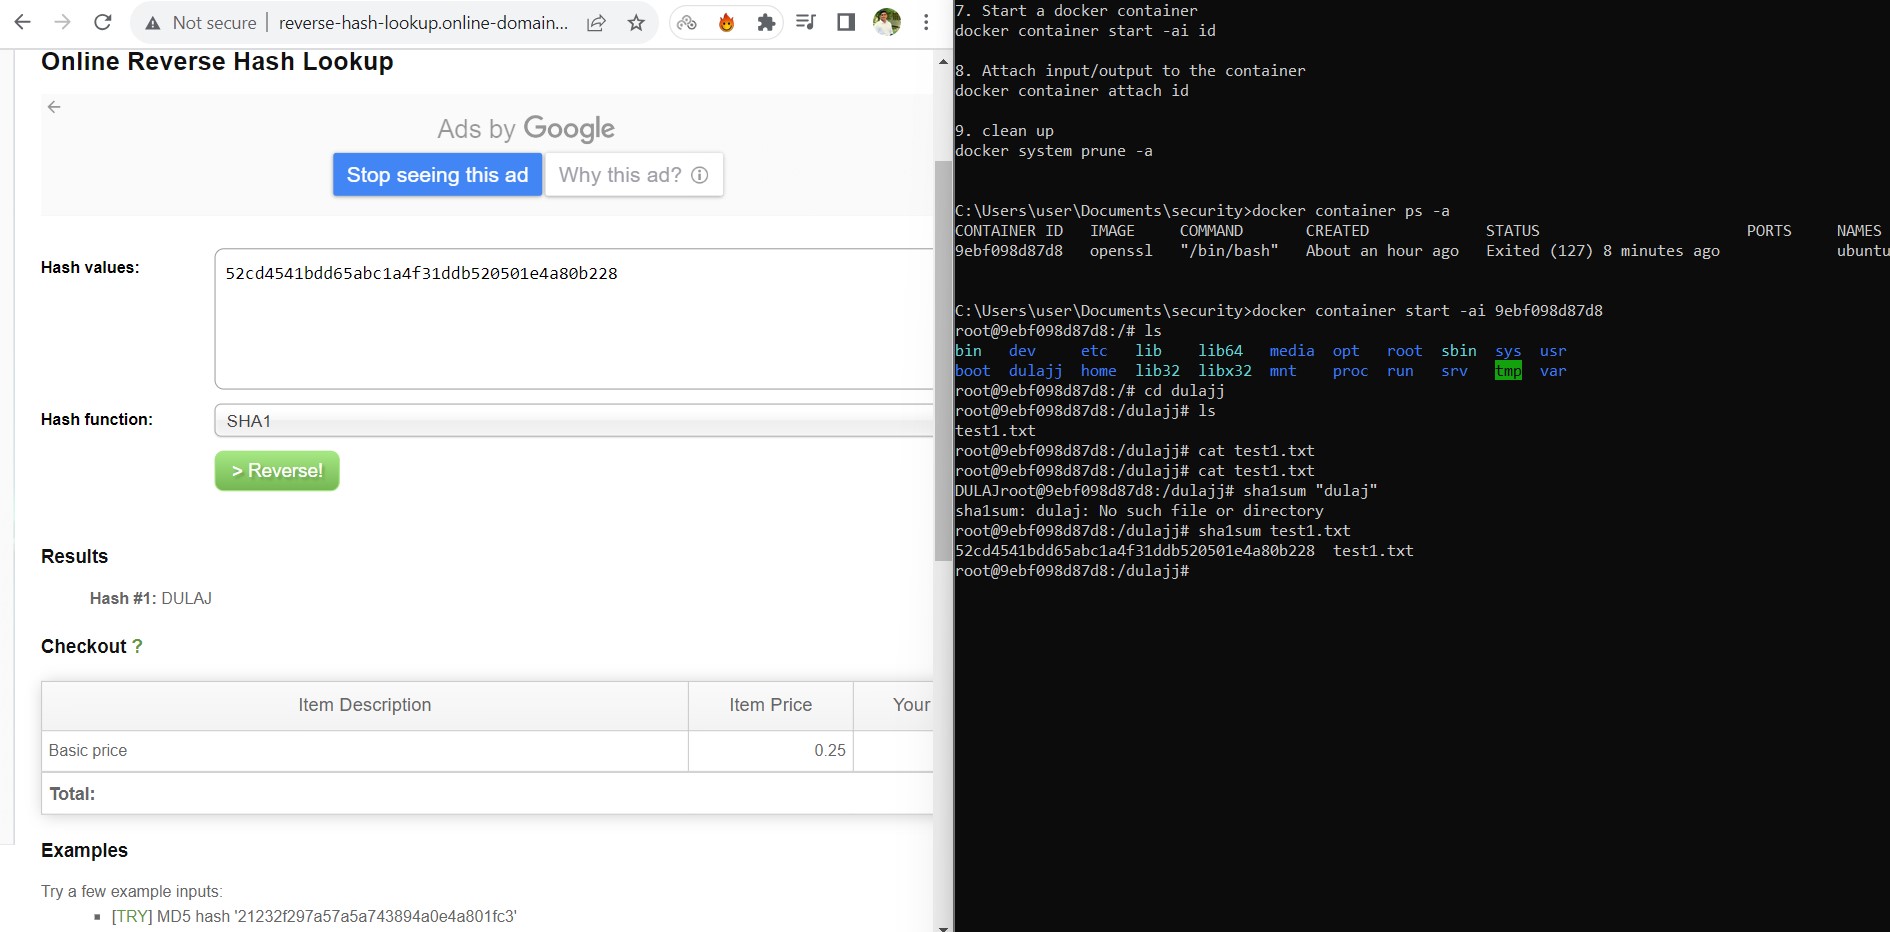 Not secure | reverse-hash-lookup.online-domain...
Online Reverse Hash Lookup
Ads by Google
Stop seeing this ad
Why this ad?
Hash values:
52cd4541bdd65abc1a4f31ddb520501e4a80b228
Hash function:
SHA1
> Reverse!
Results
Hash #1: DULAJ
Checkout ?
Item Description Item Price Your
Basic price 0.25
Total:
Examples
Try a few example inputs:
[TRY] MD5 hash '21232f297a57a5a743894a0e4a801fc3'
7. Start a docker container
docker container start -ai id
8. Attach input/output to the container
docker container attach id
9. clean up
docker system prune -a
C:\Users\user\Documents\security>docker container ps -a
CONTAINER ID IMAGE COMMAND CREATED STATUS PORTS NAMES
9ebf098d87d8 openssl "/bin/bash" About an hour ago Exited (127) 8 minutes ago ubuntu
C:\Users\user\Documents\security>docker container start -ai 9ebf098d87d8
root@9ebf098d87d8:/# ls
bin dev etc lib lib64 media opt root sbin sys usr
boot dulajj home lib32 libx32 mnt proc run srv tmp var
root@9ebf098d87d8:/# cd dulajj
root@9ebf098d87d8:/dulajj# ls
test1.txt
root@9ebf098d87d8:/dulajj# cat test1.txt
root@9ebf098d87d8:/dulajj# cat test1.txt
DULAJroot@9ebf098d87d8:/dulajj# sha1sum "dulaj"
sha1sum: dulaj: No such file or directory
root@9ebf098d87d8:/dulajj# sha1sum test1.txt
52cd4541bdd65abc1a4f31ddb520501e4a80b228 test1.txt
root@9ebf098d87d8:/dulajj#